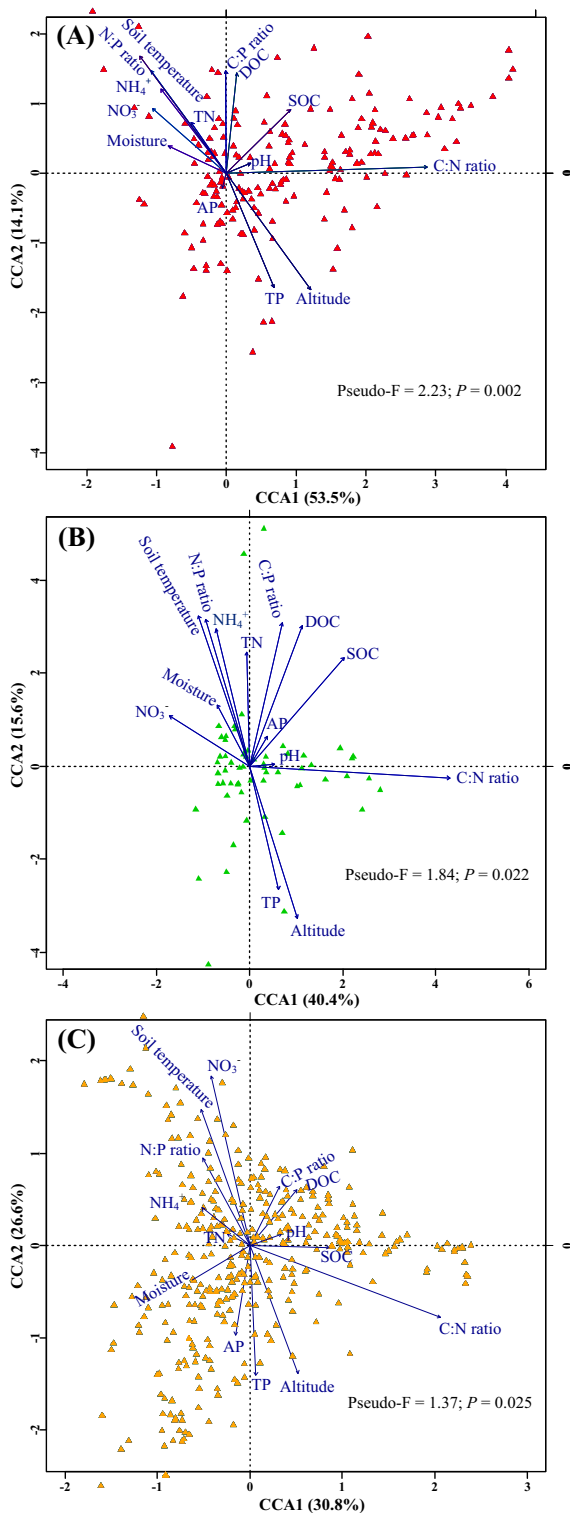 (A)
Soil temperature
N:P ratio
NH₄⁺
NO₃⁻
TN
Moisture
C:P ratio
DOC
SOC
pH
C:N ratio
AP
TP
Altitude
Pseudo-F = 2.23; P = 0.002
2
1
0
-1
-2
-3
-4
0
CCA2 (14.1%)
-2
-1
0
1
2
3
4
CCA1 (53.5%)
(B)
Soil temperature
N:P ratio
NH₄⁺
TN
C:P ratio
DOC
SOC
Moisture
NO₃⁻
AP
pH
C:N ratio
TP
Altitude
Pseudo-F = 1.84; P = 0.022
4
2
0
-2
-4
0
CCA2 (15.6%)
-4
-2
0
2
4
6
CCA1 (40.4%)
(C)
Soil temperature
NO₃⁻
N:P ratio
C:P ratio
DOC
NH₄⁺
TN
pH
SOC
Moisture
C:N ratio
AP
TP
Altitude
Pseudo-F = 1.37; P = 0.025
2
1
0
-1
-2
0
CCA2 (26.6%)
-2
-1
0
1
2
3
CCA1 (30.8%)